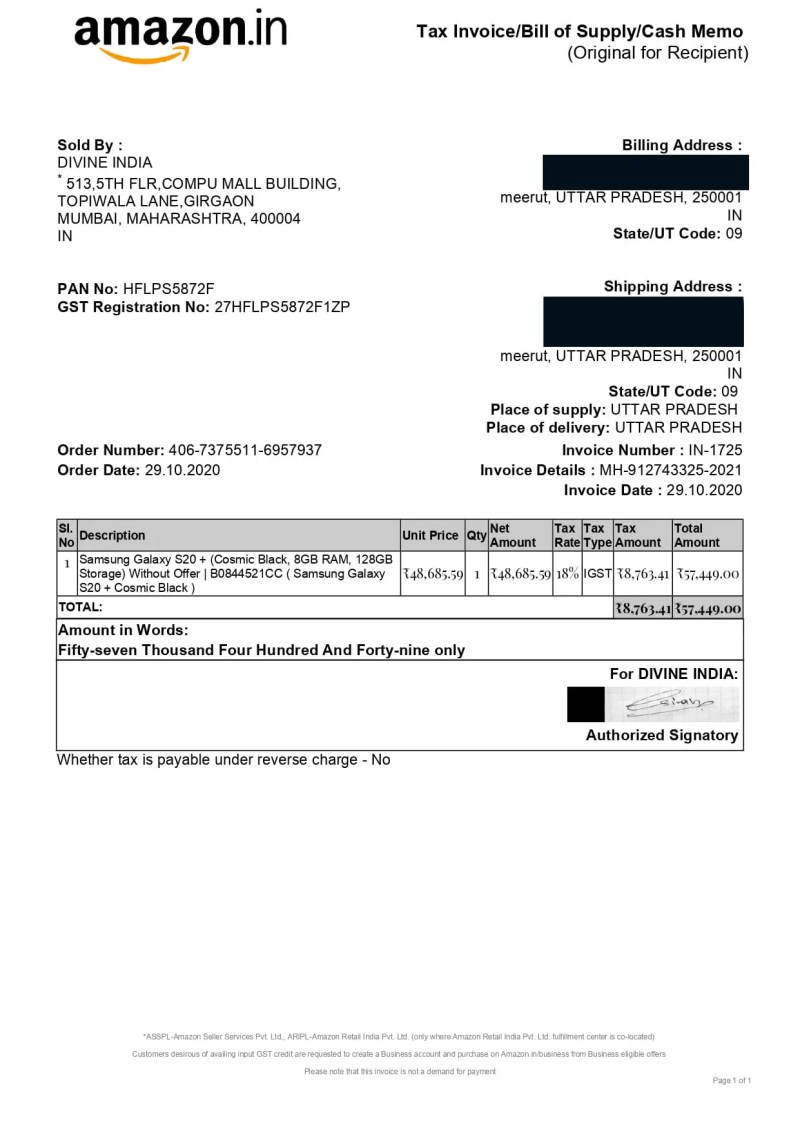 amazon.in
Tax Invoice/Bill of Supply/Cash Memo
(Original for Recipient)
Sold By :
DIVINE INDIA
* 513,5TH FLR,COMPU MALL BUILDING,
TOPIWALA LANE,GIRGAON
MUMBAI, MAHARASHTRA, 400004
IN
Billing Address :
meerut, UTTAR PRADESH, 250001
IN
State/UT Code: 09
PAN No: HFLPS5872F
GST Registration No: 27HFLPS5872F1ZP
Shipping Address :
meerut, UTTAR PRADESH, 250001
IN
State/UT Code: 09
Place of supply: UTTAR PRADESH
Place of delivery: UTTAR PRADESH
Order Number: 406-7375511-6957937
Order Date: 29.10.2020
Invoice Number : IN-1725
Invoice Details : MH-912743325-2021
Invoice Date : 29.10.2020
Sl. No Description Unit Price Qty Net Amount Tax Rate Tax Type Tax Amount Total Amount
1 Samsung Galaxy S20 + (Cosmic Black, 8GB RAM, 128GB
Storage) Without Offer | B0844521CC ( Samsung Galaxy
S20 + Cosmic Black )
₹48,685.59 1 ₹48,685.59 18% IGST ₹8,763.41 ₹57,449.00
TOTAL: ₹8,763.41 ₹57,449.00
Amount in Words:
Fifty-seven Thousand Four Hundred And Forty-nine only
For DIVINE INDIA:
Authorized Signatory
Whether tax is payable under reverse charge - No
*ASSPL-Amazon Seller Services Pvt. Ltd., ARIPL-Amazon Retail India Pvt. Ltd. (only where Amazon Retail India Pvt. Ltd. fulfillment center is co-located)
Customers desirous of availing input GST credit are requested to create a Business account and purchase on Amazon.in/business from Business eligible offers
Please note that this invoice is not a demand for payment
Page 1 of 1